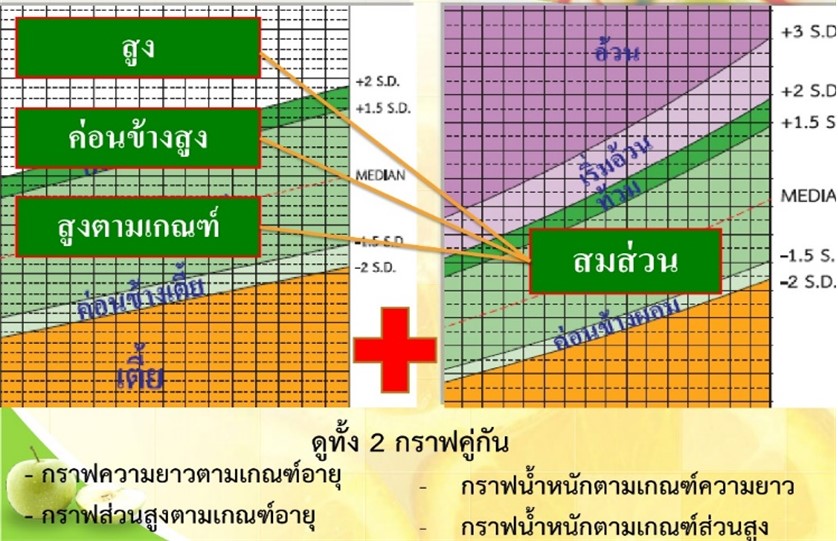 สูง
ค่อนข้างสูง
สูงตามเกณฑ์
ค่อนข้างเตี้ย
เตี้ย
+2 S.D.
+1.5 S.D.
MEDIAN
-1.5 S.D.
-2 S.D.
อ้วน
เริ่มอ้วน
ท้วม
สมส่วน
ค่อนข้างผอม
+3 S.D
+2 S.D
+1.5 S
MEDIA
-1.5 S.
-2 S.D.
ดูทั้ง 2 กราฟคู่กัน
- กราฟความยาวตามเกณฑ์อายุ
- กราฟส่วนสูงตามเกณฑ์อายุ
- กราฟน้ำหนักตามเกณฑ์ความยาว
- กราฟน้ำหนักตามเกณฑ์ส่วนสูง